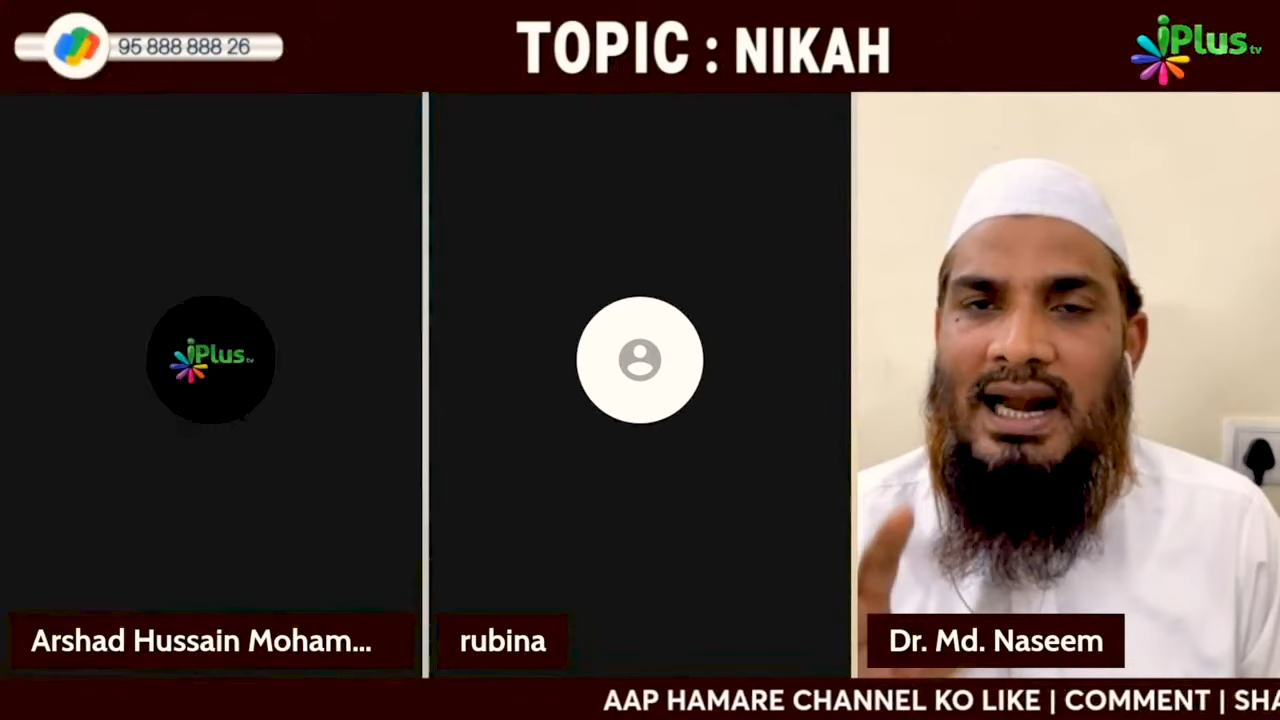 95 888 888 26
TOPIC : NIKAH
iPlus tv
iPlus tv
Arshad Hussain Moham...
rubina
Dr. Md. Naseem
AAP HAMARE CHANNEL KO LIKE | COMMENT | SHA